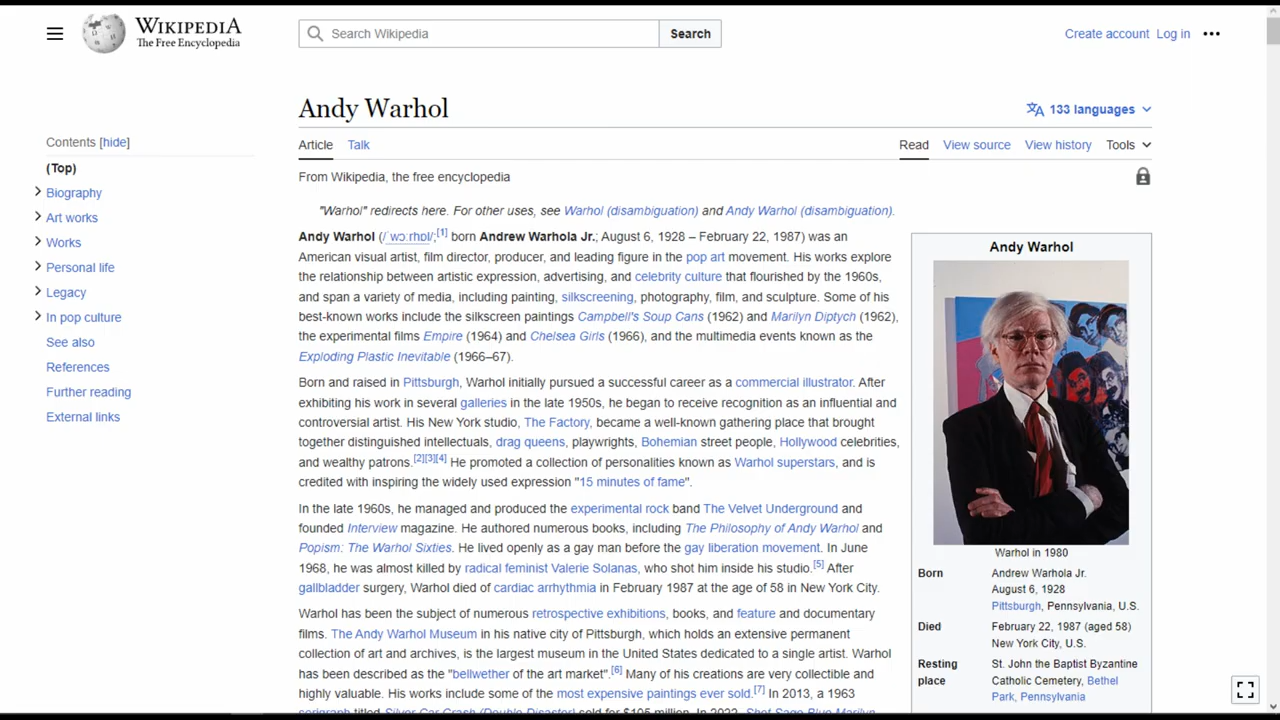 WIKIPEDIA
The Free Encyclopedia
Search Wikipedia
Search
Create account Log in
Andy Warhol
133 languages
Article Talk
Read View source View history Tools
From Wikipedia, the free encyclopedia
Contents [hide]
(Top)
Biography
Art works
Works
Personal life
Legacy
In pop culture
See also
References
Further reading
External links
"Warhol" redirects here. For other uses, see Warhol (disambiguation) and Andy Warhol (disambiguation).
Andy Warhol (/ˈwɔːrhɒl/;[1] born Andrew Warhola Jr.; August 6, 1928 – February 22, 1987) was an
American visual artist, film director, producer, and leading figure in the pop art movement. His works explore
the relationship between artistic expression, advertising, and celebrity culture that flourished by the 1960s,
and span a variety of media, including painting, silkscreening, photography, film, and sculpture. Some of his
best-known works include the silkscreen paintings Campbell's Soup Cans (1962) and Marilyn Diptych (1962),
the experimental films Empire (1964) and Chelsea Girls (1966), and the multimedia events known as the
Exploding Plastic Inevitable (1966–67).
Born and raised in Pittsburgh, Warhol initially pursued a successful career as a commercial illustrator. After
exhibiting his work in several galleries in the late 1950s, he began to receive recognition as an influential and
controversial artist. His New York studio, The Factory, became a well-known gathering place that brought
together distinguished intellectuals, drag queens, playwrights, Bohemian street people, Hollywood celebrities,
and wealthy patrons.[2][3][4] He promoted a collection of personalities known as Warhol superstars, and is
credited with inspiring the widely used expression "15 minutes of fame".
In the late 1960s, he managed and produced the experimental rock band The Velvet Underground and
founded Interview magazine. He authored numerous books, including The Philosophy of Andy Warhol and
Popism: The Warhol Sixties. He lived openly as a gay man before the gay liberation movement. In June
1968, he was almost killed by radical feminist Valerie Solanas, who shot him inside his studio.[5] After
gallbladder surgery, Warhol died of cardiac arrhythmia in February 1987 at the age of 58 in New York City.
Warhol has been the subject of numerous retrospective exhibitions, books, and feature and documentary
films. The Andy Warhol Museum in his native city of Pittsburgh, which holds an extensive permanent
collection of art and archives, is the largest museum in the United States dedicated to a single artist. Warhol
has been described as the "bellwether of the art market".[6] Many of his creations are very collectible and
highly valuable. His works include some of the most expensive paintings ever sold.[7] In 2013, a 1963
serigraph titled Silver Car Crash (Double Disaster) sold for $105 million. In 2022, Shot Sage Blue Marilyn
Andy Warhol
Warhol in 1980
Born Andrew Warhola Jr.
August 6, 1928
Pittsburgh, Pennsylvania, U.S.
Died February 22, 1987 (aged 58)
New York City, U.S.
Resting St. John the Baptist Byzantine
place Catholic Cemetery, Bethel
Park, Pennsylvania